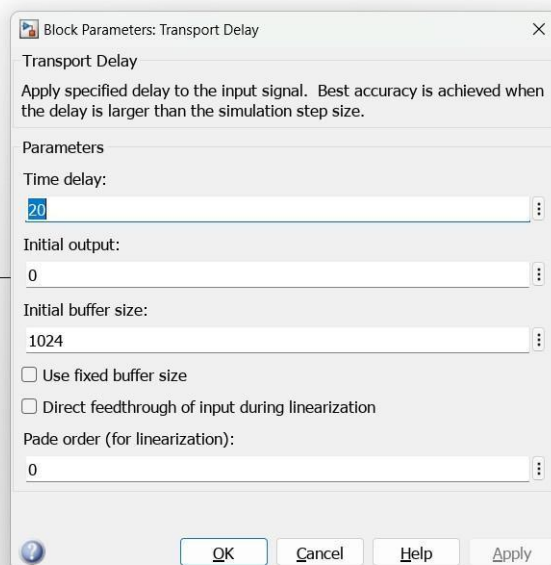 Block Parameters: Transport Delay
Transport Delay
Apply specified delay to the input signal.  Best accuracy is achieved when
the delay is larger than the simulation step size.
Parameters
Time delay:
20
Initial output:
0
Initial buffer size:
1024
Use fixed buffer size
Direct feedthrough of input during linearization
Pade order (for linearization):
0
OK
Cancel
Help
Apply